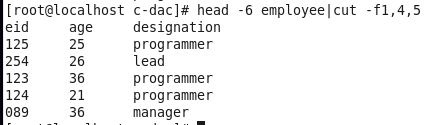 [root@localhost c-dac]# head -6 employee|cut -f1,4,5
eid age designation
125 25 programmer
254 26 lead
123 36 programmer
124 21 programmer
089 36 manager